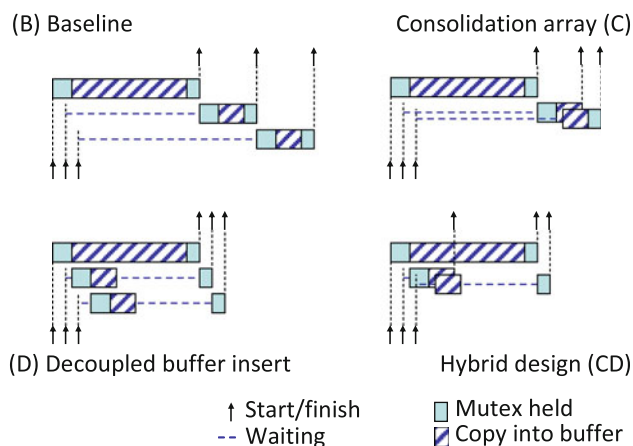 (B) Baseline
Consolidation array (C)
(D) Decoupled buffer insert
Hybrid design (CD)
Start/finish
Waiting
Mutex held
Copy into buffer